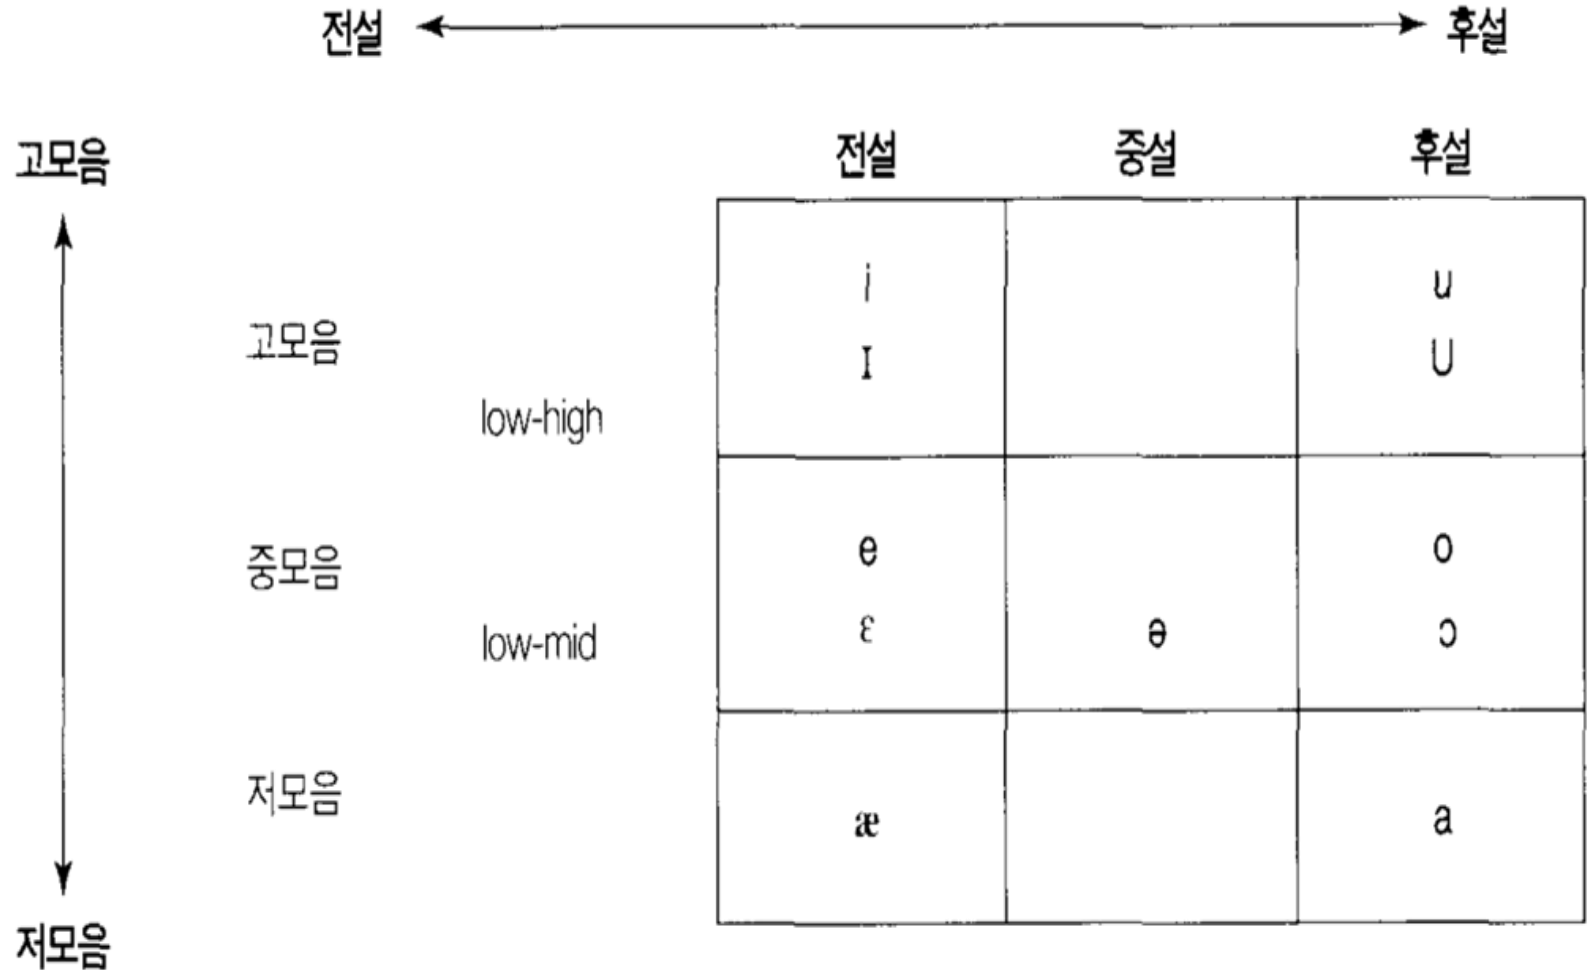 전설 후설
고모음 전설 중설 후설
i u
고모음 I U
low-high
중모음 e o
low-mid ε ə ɔ
저모음 æ a
저모음